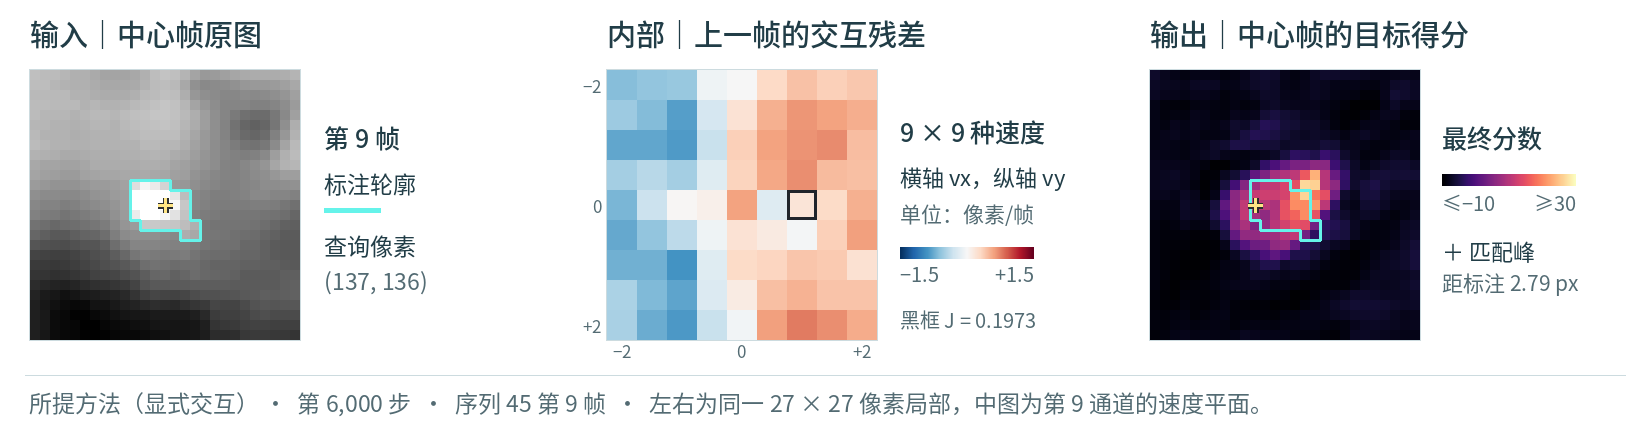 输入｜中心帧原图
第 9 帧
标注轮廓
查询像素
(137, 136)
内部｜上一帧的交互残差
−2
0
+2
−2
0
+2
9 × 9 种速度
横轴 vx，纵轴 vy
单位：像素/帧
−1.5
+1.5
黑框 J = 0.1973
输出｜中心帧的目标得分
最终分数
≤−10
≥30
＋ 匹配峰
距标注 2.79 px
所提方法（显式交互） • 第 6,000 步 • 序列 45 第 9 帧 • 左右为同一 27 × 27 像素局部，中图为第 9 通道的速度平面。